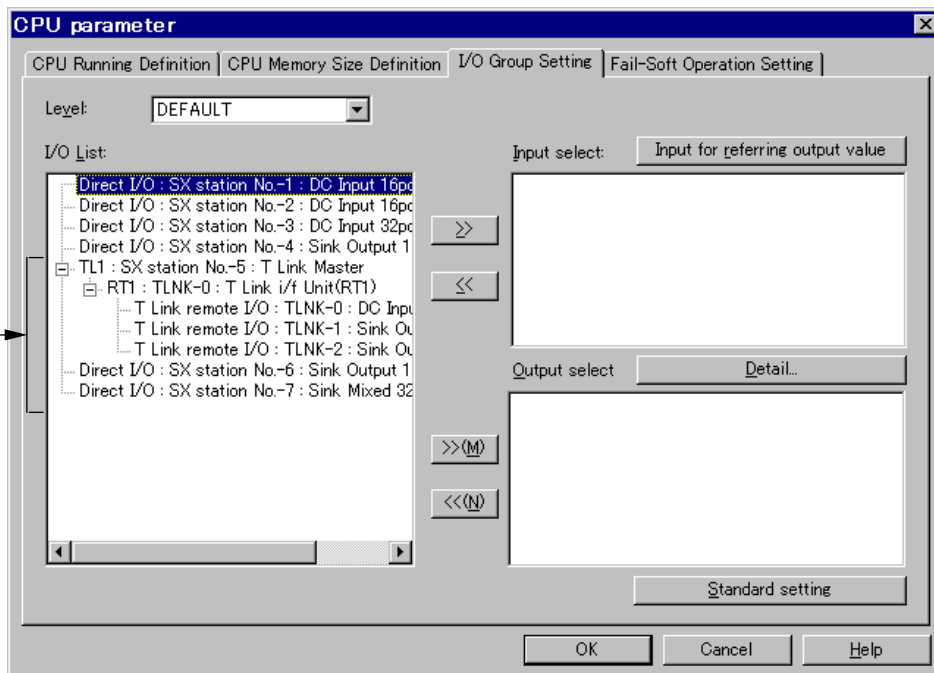 CPU parameter
CPU Running Definition CPU Memory Size Definition I/O Group Setting Fail-Soft Operation Setting
Level: DEFAULT
I/O List:
Input select: Input for referring output value
Direct I/O : SX station No.-1 : DC Input 16po
Direct I/O : SX station No.-2 : DC Input 16po
Direct I/O : SX station No.-3 : DC Input 32po
Direct I/O : SX station No.-4 : Sink Output 1
TL1 : SX station No.-5 : T Link Master
RT1 : TLNK-0 : T Link i/f Unit(RT1)
T Link remote I/O : TLNK-0 : DC Inpu
T Link remote I/O : TLNK-1 : Sink Ou
T Link remote I/O : TLNK-2 : Sink Ou
Direct I/O : SX station No.-6 : Sink Output 1
Direct I/O : SX station No.-7 : Sink Mixed 32
>>
<<
Output select Detail...
>>(M)
<<(N)
Standard setting
OK Cancel Help